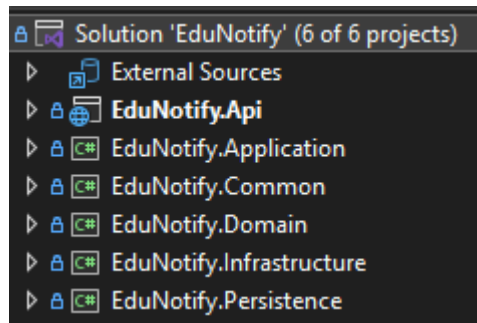 Solution 'EduNotify' (6 of 6 projects)
External Sources
EduNotify.Api
C# EduNotify.Application
C# EduNotify.Common
C# EduNotify.Domain
C# EduNotify.Infrastructure
C# EduNotify.Persistence